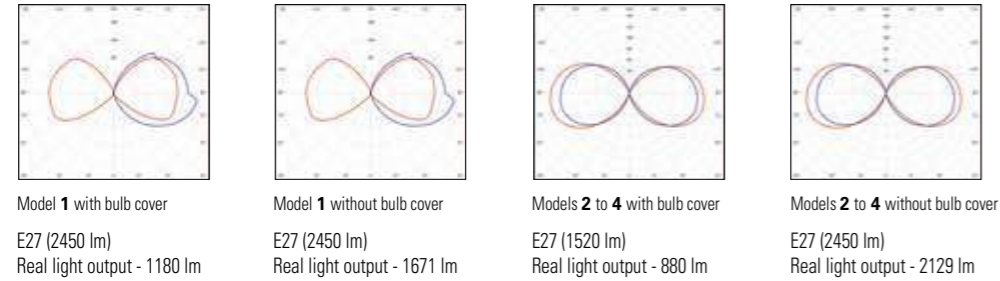 Model 1 with bulb cover
E27 (2450 lm)
Real light output - 1180 lm
Model 1 without bulb cover
E27 (2450 lm)
Real light output - 1671 lm
Models 2 to 4 with bulb cover
E27 (1520 lm)
Real light output - 880 lm
Models 2 to 4 without bulb cover
E27 (2450 lm)
Real light output - 2129 lm